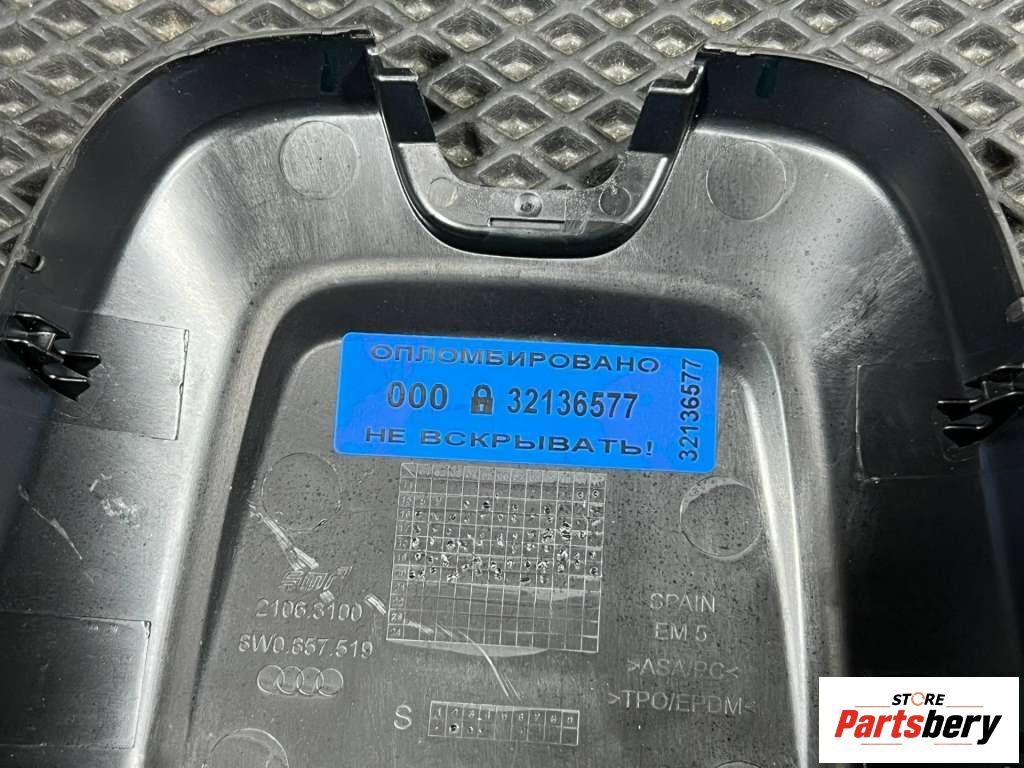 ОПЛОМБИРОВАНО
000 32136577
НЕ ВСКРЫВАТЬ!
32136577
smr
2106.3100
8W0.857.519
SPAIN
EM 5
>ASA/PC<
>TPO/EPDM<
S
STORE
Partsbery